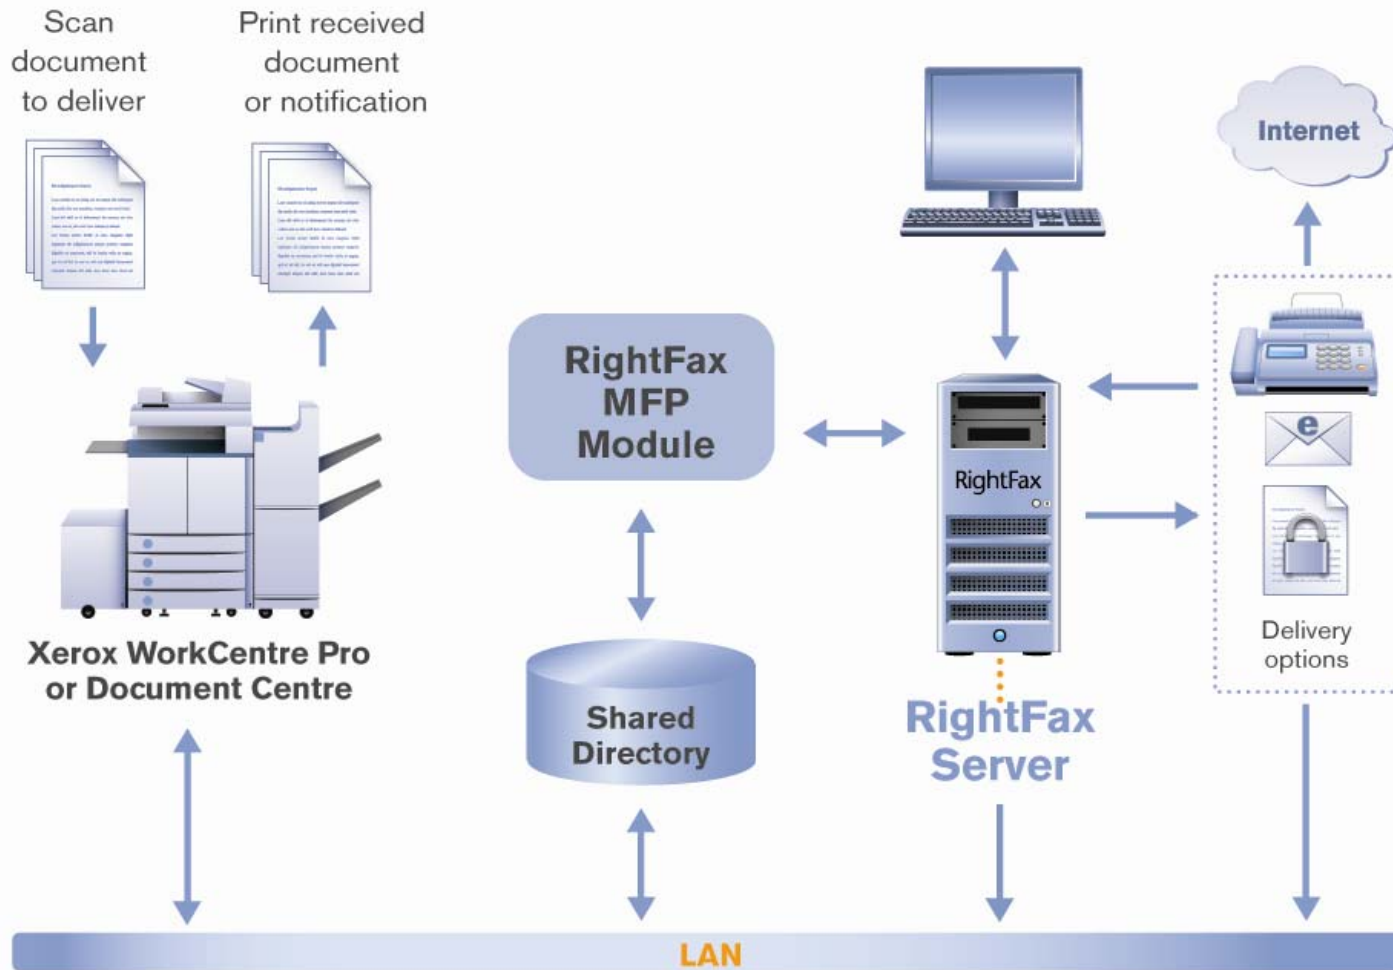 Scan
document
to deliver
Print received
document
or notification
Internet
RightFax
MFP
Module
RightFax
e
Delivery
options
Xerox WorkCentre Pro
or Document Centre
Shared
Directory
RightFax
Server
LAN